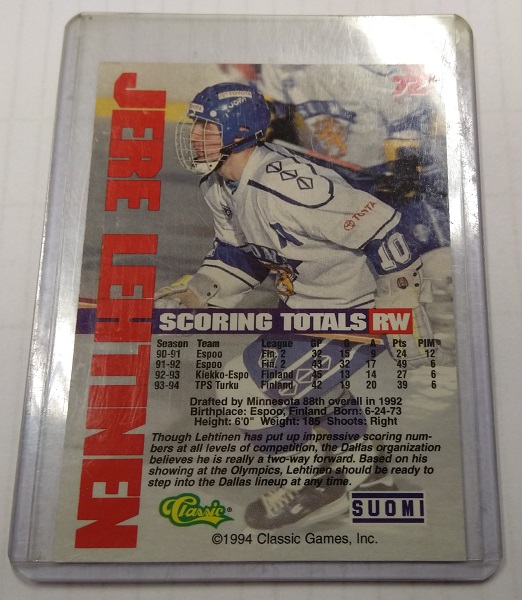 JERE LEHTINEN
JOFA
TOYOTA
A
10
SCORING TOTALS RW
Season Team League GP G A Pts PIM
90-91 Espoo Fin. 2 32 15 9 24 12
91-92 Espoo Fin. 2 43 32 17 49 6
92-93 Kiekko-Espo Finland 45 13 14 27 6
93-94 TPS Turku Finland 42 19 20 39 6
Drafted by Minnesota 88th overall in 1992
Birthplace: Espoo, Finland Born: 6-24-73
Height: 6'0" Weight: 185 Shoots: Right
Though Lehtinen has put up impressive scoring num-
bers at all levels of competition, the Dallas organization
believes he is really a two-way forward. Based on his
showing at the Olympics, Lehtinen should be ready to
step into the Dallas lineup at any time.
Classic®
SUOMI
©1994 Classic Games, Inc.